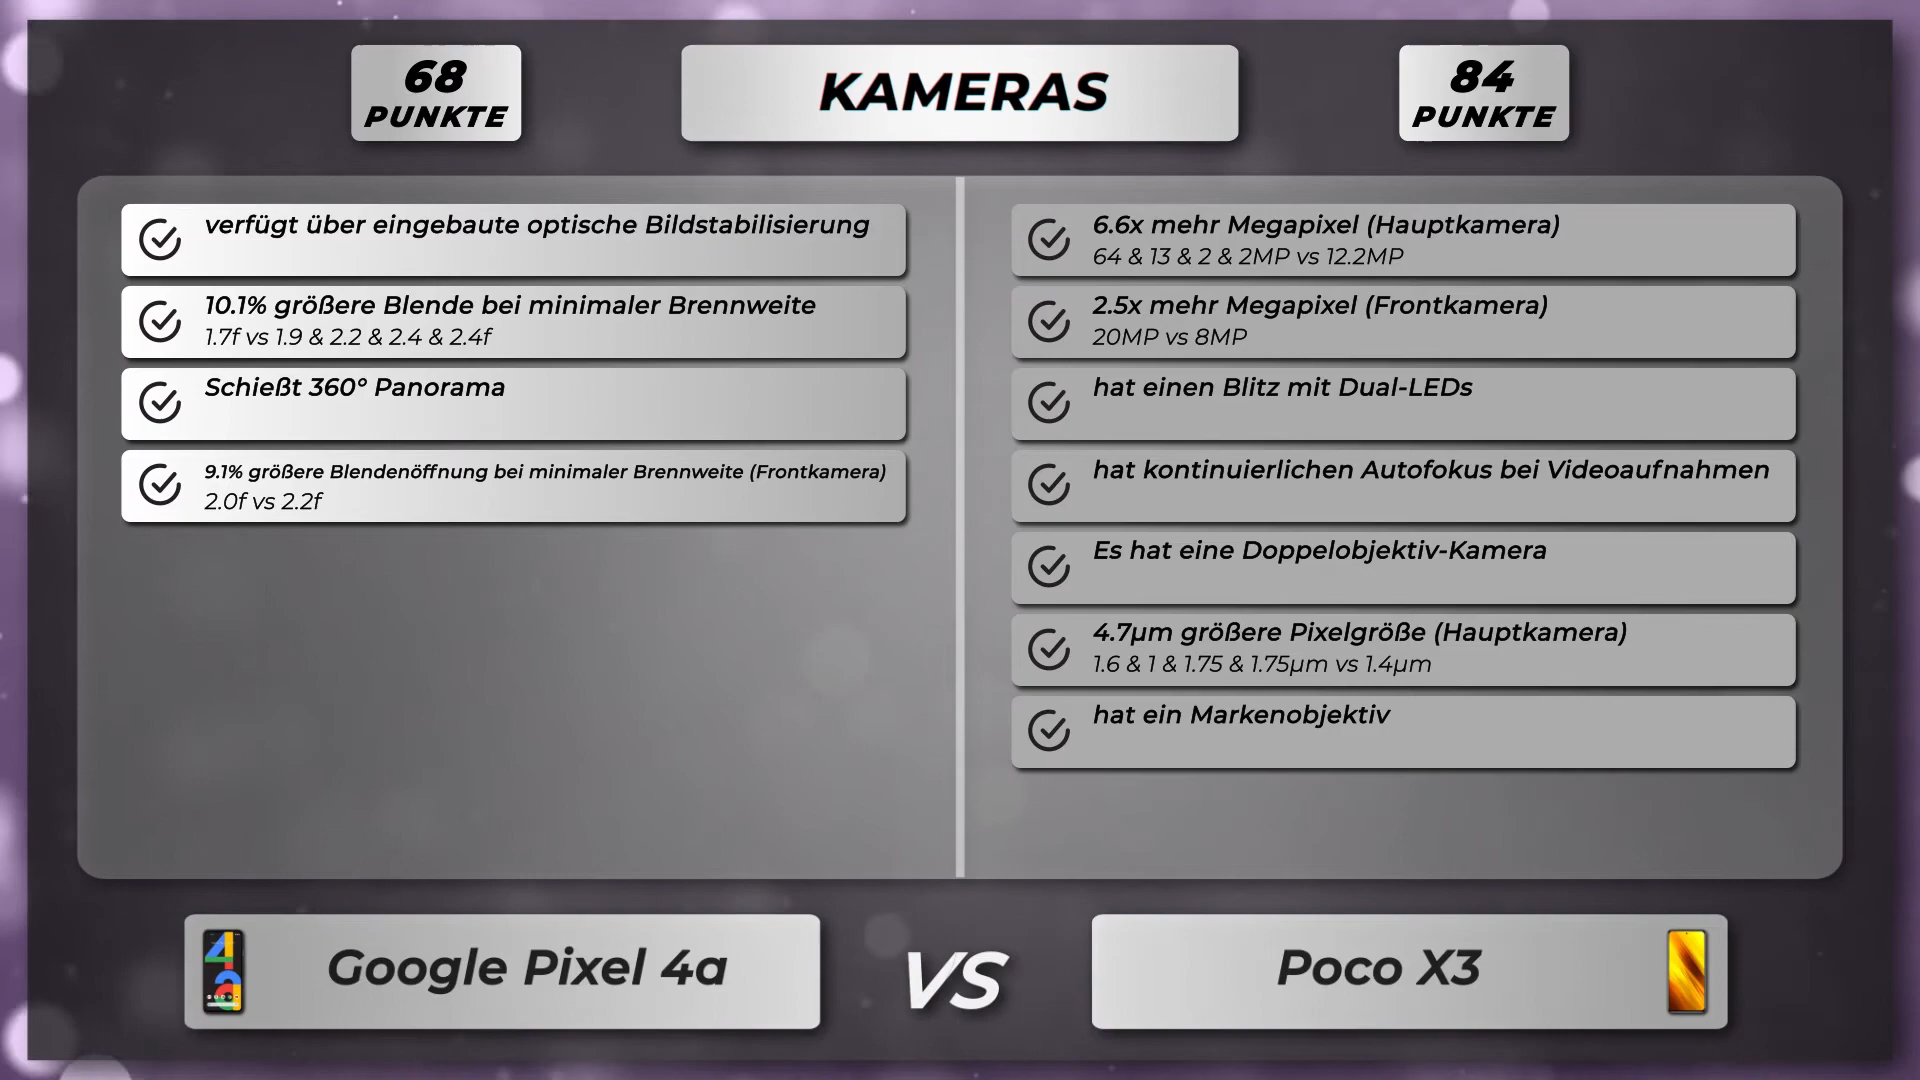 68
PUNKTE
KAMERAS
84
PUNKTE
verfügt über eingebaute optische Bildstabilisierung
10.1% größere Blende bei minimaler Brennweite
1.7f vs 1.9 & 2.2 & 2.4 & 2.4f
Schießt 360° Panorama
9.1% größere Blendenöffnung bei minimaler Brennweite (Frontkamera)
2.0f vs 2.2f
6.6x mehr Megapixel (Hauptkamera)
64 & 13 & 2 & 2MP vs 12.2MP
2.5x mehr Megapixel (Frontkamera)
20MP vs 8MP
hat einen Blitz mit Dual-LEDs
hat kontinuierlichen Autofokus bei Videoaufnahmen
Es hat eine Doppelobjektiv-Kamera
4.7µm größere Pixelgröße (Hauptkamera)
1.6 & 1 & 1.75 & 1.75µm vs 1.4µm
hat ein Markenobjektiv
4
a
Google Pixel 4a
VS
Poco X3